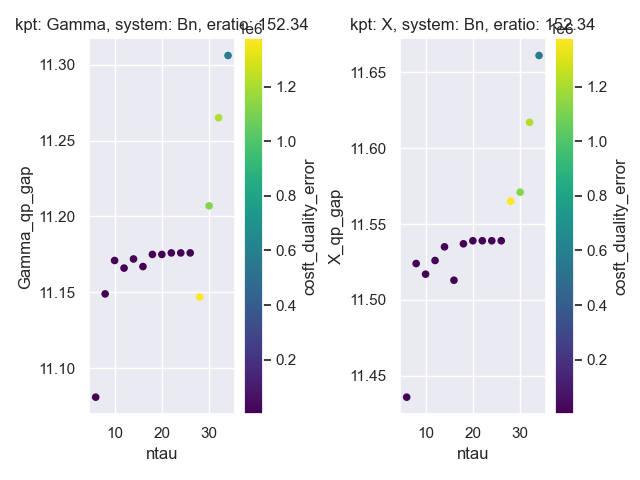 kpt: Gamma, system: Bn, eratio: 152.34
1e6
11.30
11.25
11.20
11.15
11.10
Gamma_qp_gap
10
20
30
ntau
1.2
1.0
0.8
0.6
0.4
0.2
cosft_duality_error
kpt: X, system: Bn, eratio: 152.34
1e6
11.65
11.60
11.55
11.50
11.45
X_qp_gap
10
20
30
ntau
1.2
1.0
0.8
0.6
0.4
0.2
cosft_duality_error